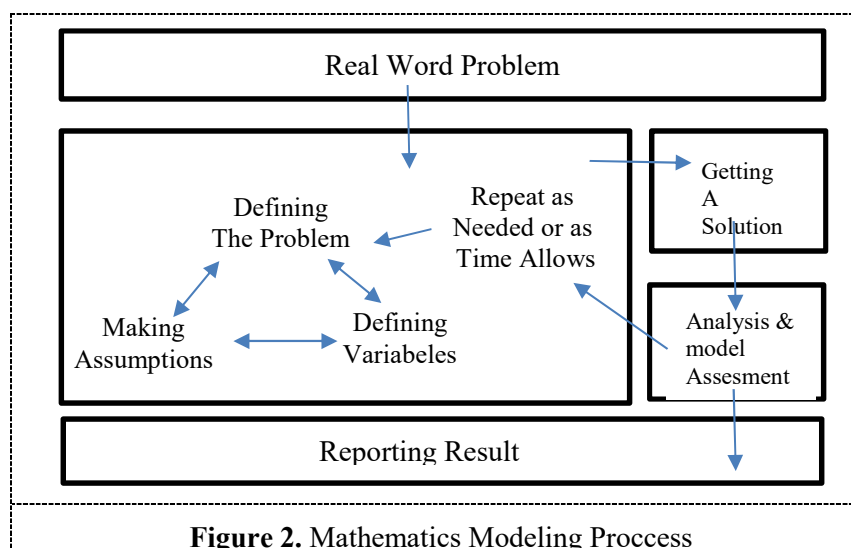 Real Word Problem
Defining
The Problem
Repeat as
Needed or as
Time Allows
Making
Assumptions
Defining
Variabeles
Getting
A
Solution
Analysis &
model
Assesment
Reporting Result
Figure 2. Mathematics Modeling Proccess